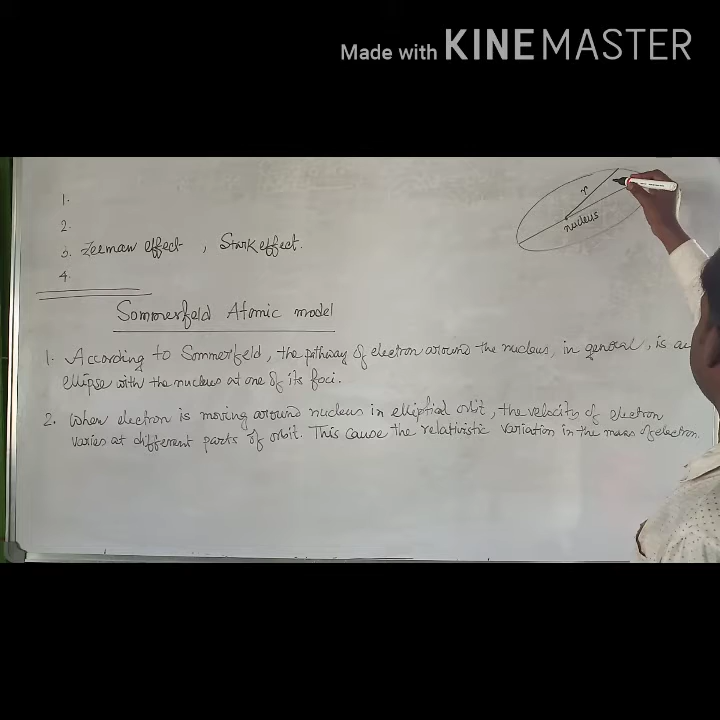 Made with KINEMASTER
1.
2.
3. Zeeman effect, Stark effect.
4.
r
nucleus
Sommerfeld Atomic model
1. According to Sommerfeld, the pathway of electron around the nucleus, in general, is an
ellipse with the nucleus at one of its foci.
2. When electron is moving around nucleus in elliptial orbit, the velocity of electron
varies at different parts of orbit. This cause the relativistic variation in the mass of electron.